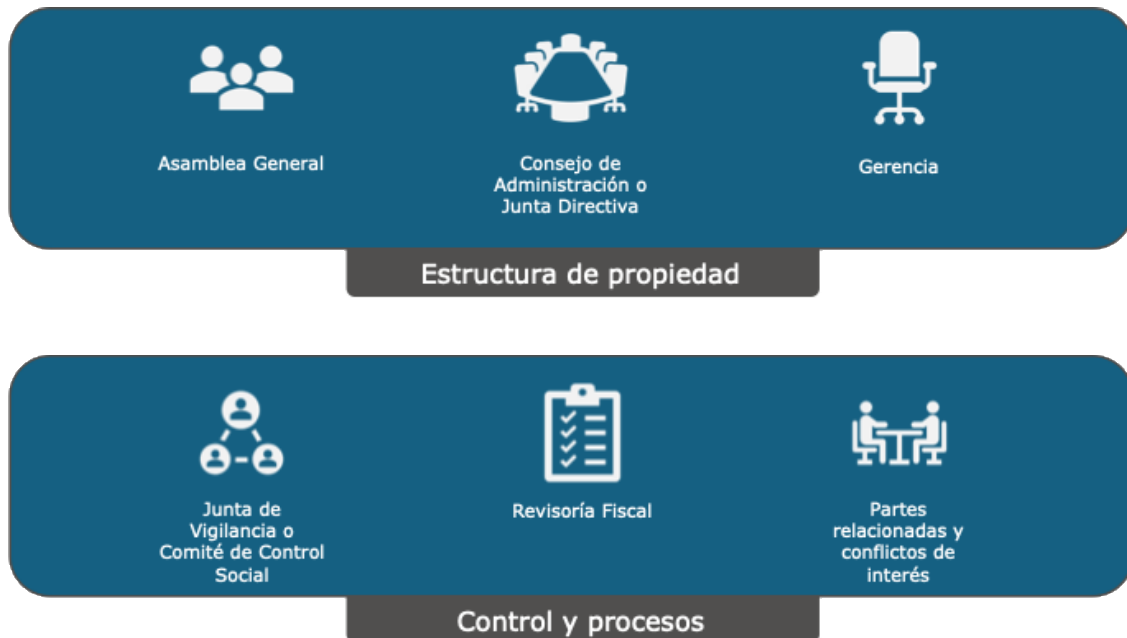 Asamblea General
Consejo de
Administración o
Junta Directiva
Gerencia
Estructura de propiedad
Junta de
Vigilancia o
Comité de Control
Social
Revisoría Fiscal
Partes
relacionadas y
conflictos de
interés
Control y procesos